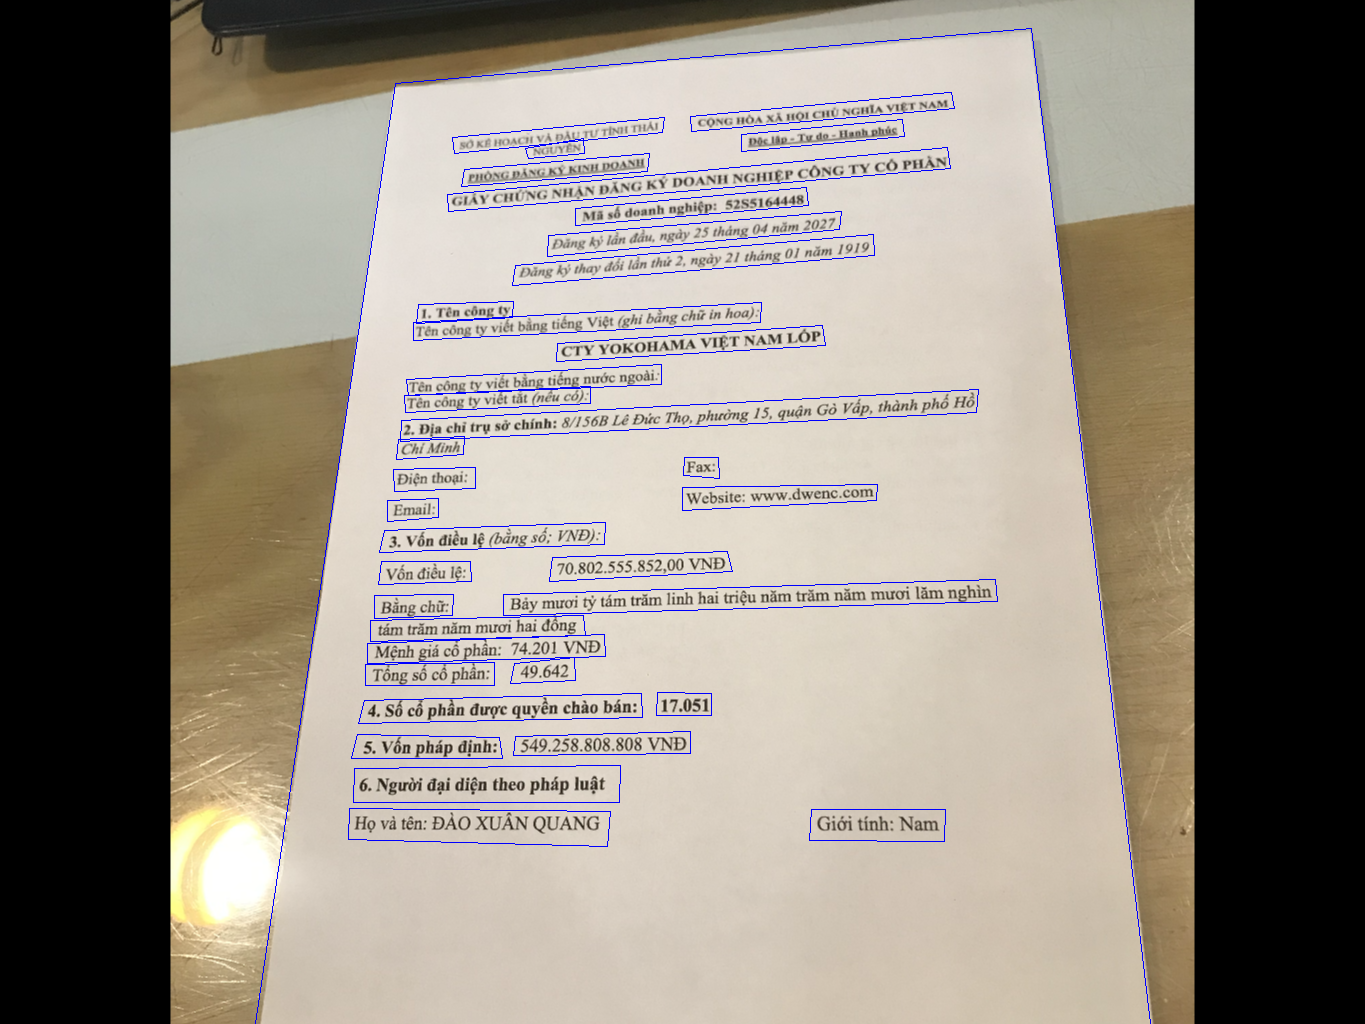 SỞ KẾ HOẠCH VÀ ĐẦU TƯ TỈNH THÁI
NGUYÊN
PHÒNG ĐĂNG KÝ KINH DOANH
CỘNG HÒA XÃ HỘI CHỦ NGHĨA VIỆT NAM
Độc lập - Tự do - Hạnh phúc
GIẤY CHỨNG NHẬN ĐĂNG KÝ DOANH NGHIỆP CÔNG TY CỔ PHẦN
Mã số doanh nghiệp: 52S5164448
Đăng ký lần đầu, ngày 25 tháng 04 năm 2027
Đăng ký thay đổi lần thứ 2, ngày 21 tháng 01 năm 1919
1. Tên công ty
Tên công ty viết bằng tiếng Việt (ghi bằng chữ in hoa):
CTY YOKOHAMA VIỆT NAM LỐP
Tên công ty viết bằng tiếng nước ngoài:
Tên công ty viết tắt (nếu có):
2. Địa chỉ trụ sở chính: 8/156B Lê Đức Thọ, phường 15, quận Gò Vấp, thành phố Hồ
Chí Minh
Điện thoại: Fax:
Email: Website: www.dwenc.com
3. Vốn điều lệ (bằng số; VNĐ):
Vốn điều lệ: 70.802.555.852,00 VNĐ
Bằng chữ: Bảy mươi tỷ tám trăm linh hai triệu năm trăm năm mươi lăm nghìn
tám trăm năm mươi hai đồng
Mệnh giá cổ phần: 74.201 VNĐ
Tổng số cổ phần: 49.642
4. Số cổ phần được quyền chào bán: 17.051
5. Vốn pháp định: 549.258.808.808 VNĐ
6. Người đại diện theo pháp luật
Họ và tên: ĐÀO XUÂN QUANG Giới tính: Nam